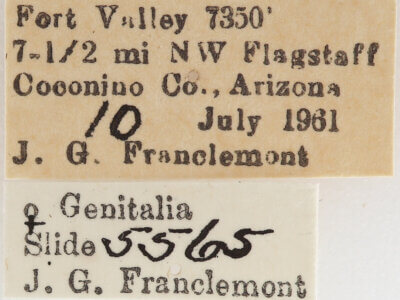 Fort Valley 7350'
7-1/2 mi NW Flagstaff
Coconino Co., Arizona
10 July 1961
J. G. Franclemont
♀ Genitalia
Slide 5565
J. G. Franclemont